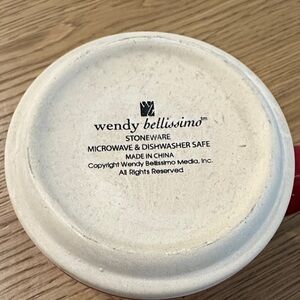 wendy bellissimo™
STONEWARE
MICROWAVE & DISHWASHER SAFE
MADE IN CHINA
Copyright Wendy Bellissimo Media, Inc.
All Rights Reserved